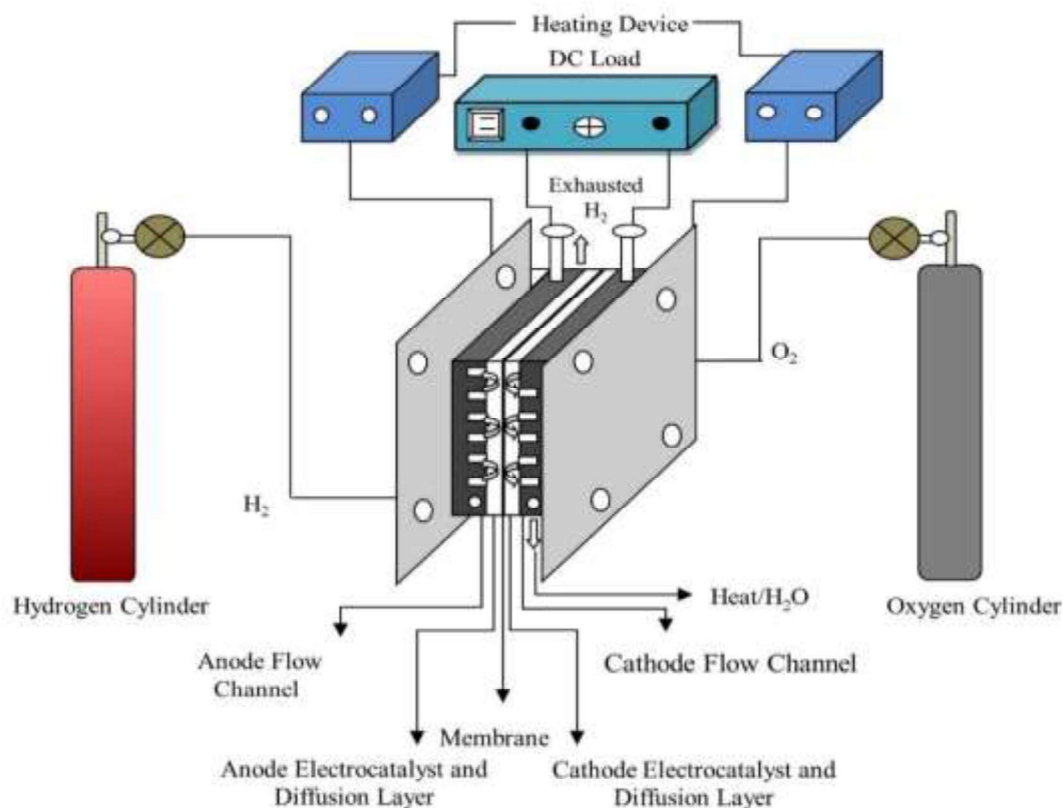 Heating Device
DC Load
Exhausted
H₂
O₂
H₂
Hydrogen Cylinder
Heat/H₂O
Oxygen Cylinder
Anode Flow
Channel
Cathode Flow Channel
Membrane
Anode Electrocatalyst and
Diffusion Layer
Cathode Electrocatalyst and
Diffusion Layer